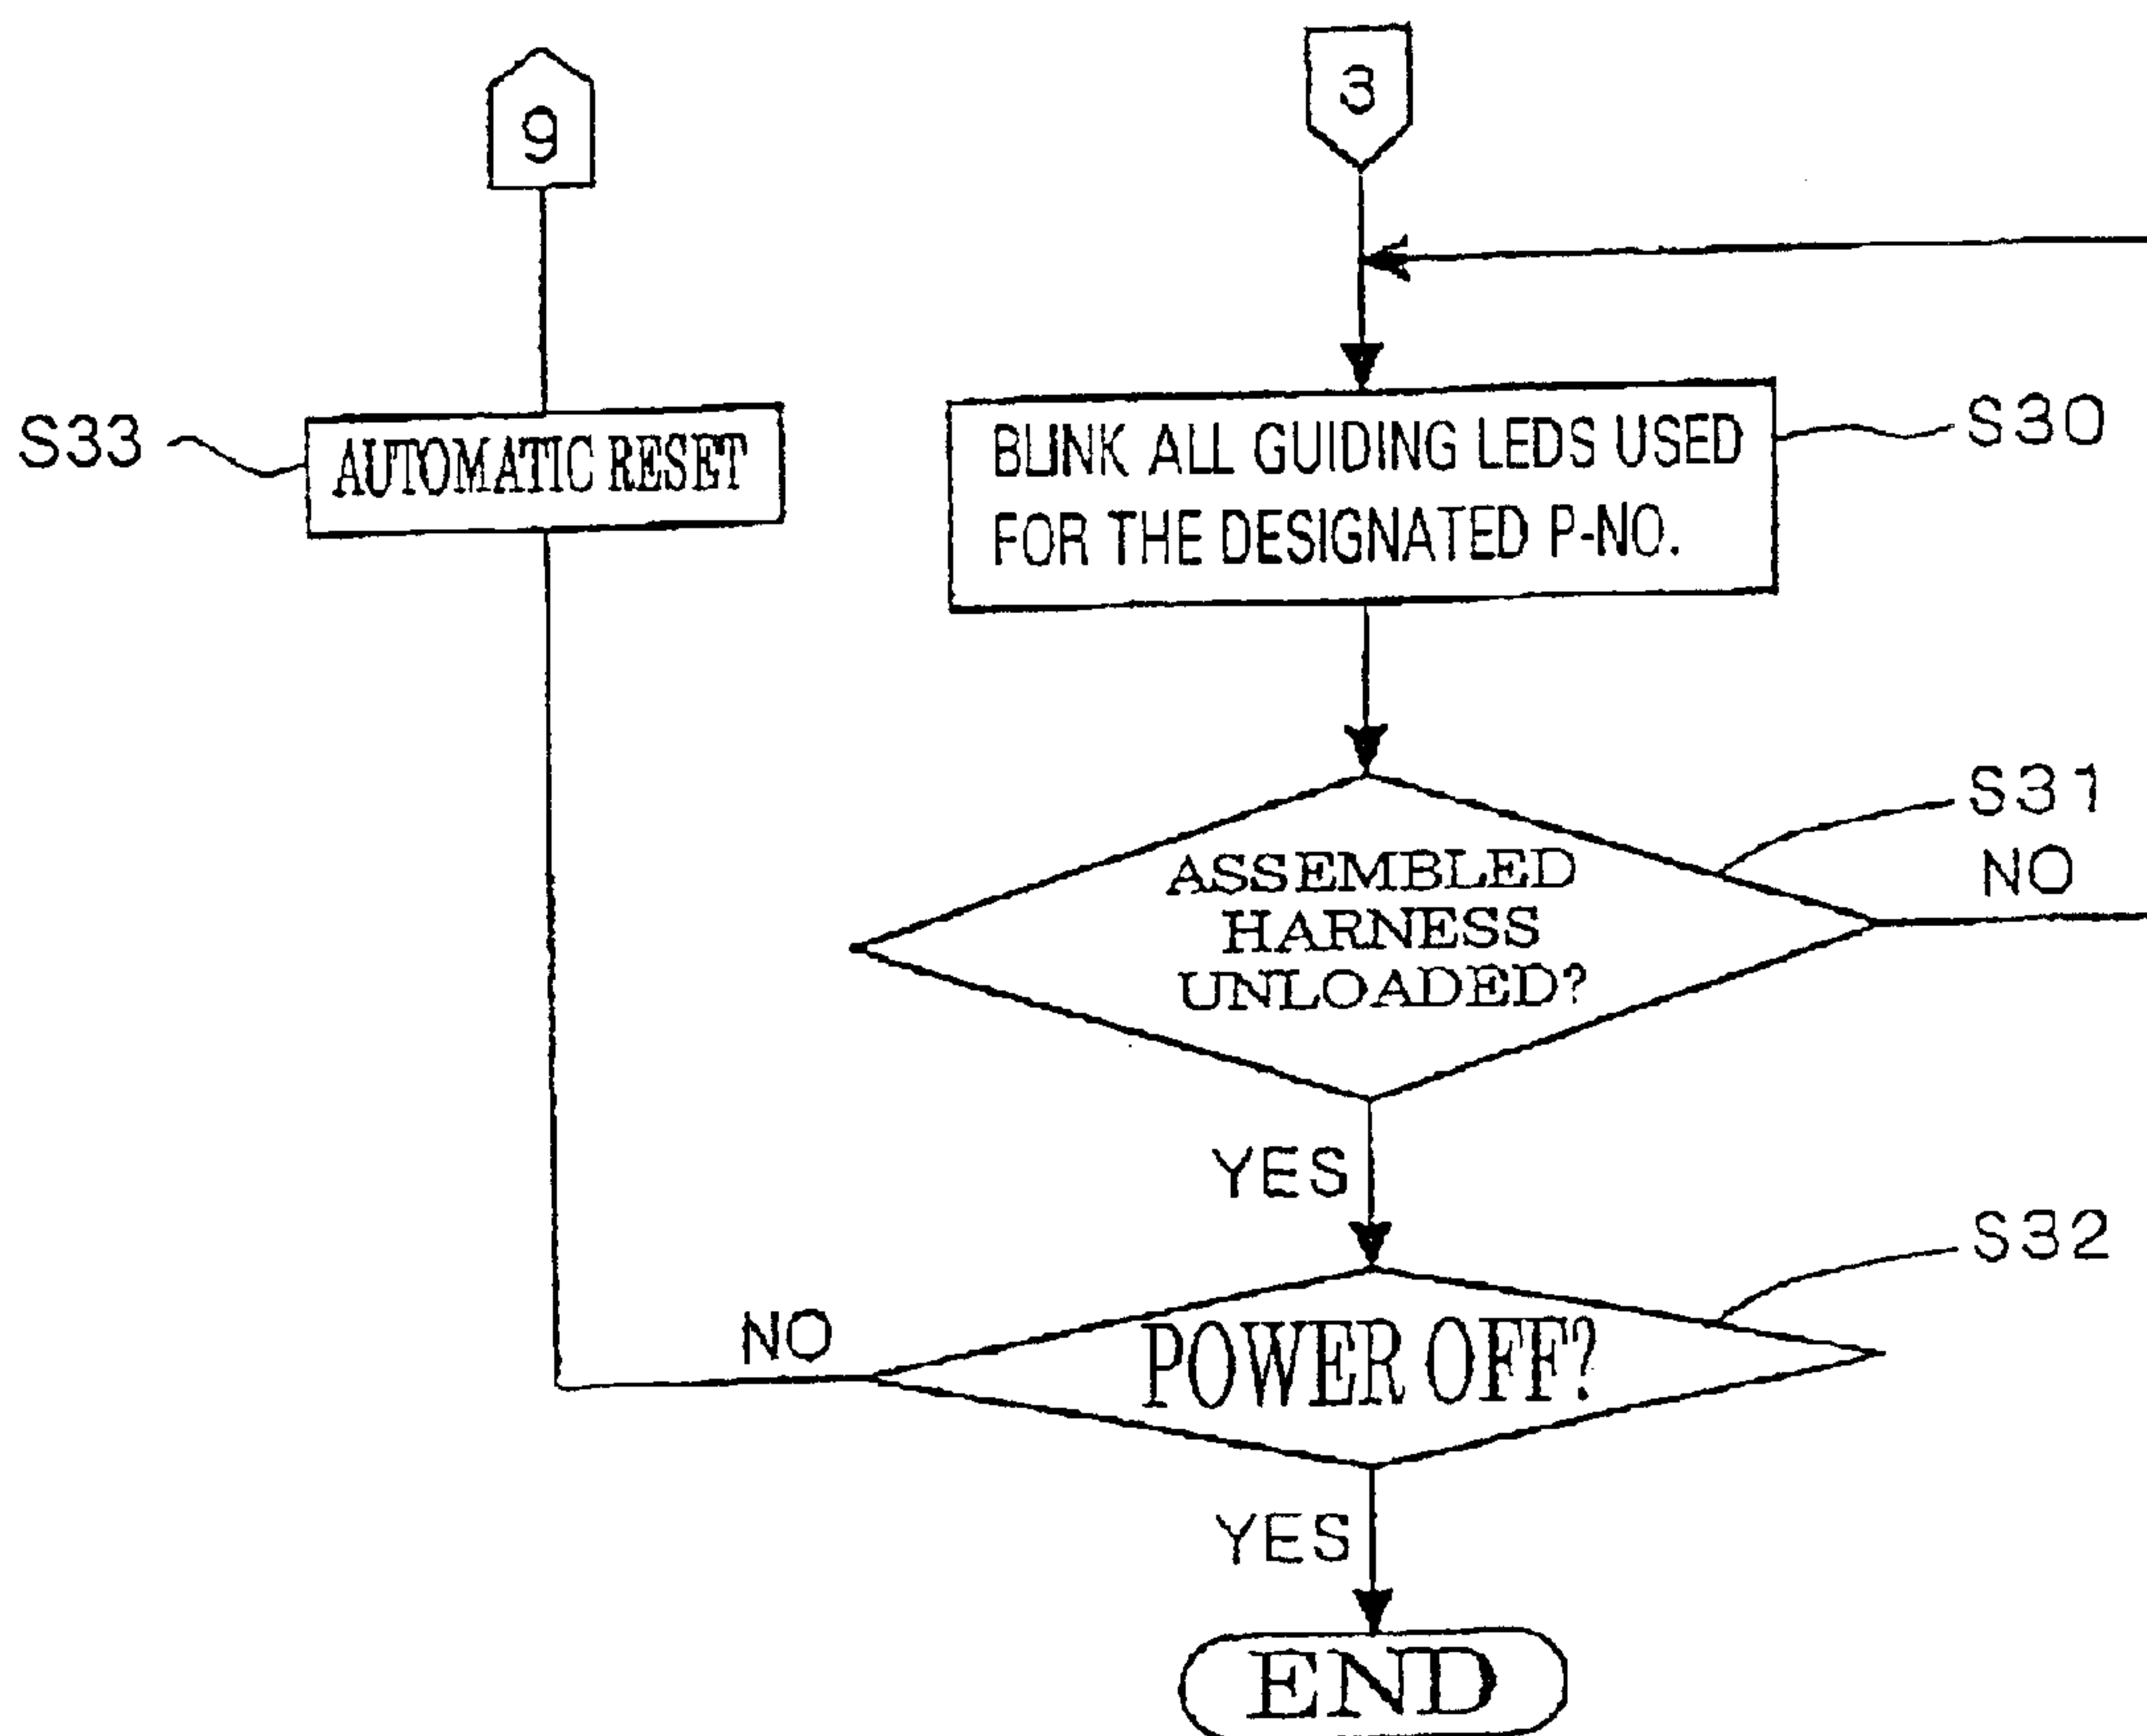 9
3
S33
AUTOMATIC RESET
BLINK ALL GUIDING LEDS USED
FOR THE DESIGNATED P-NO.
S30
S31
NO
ASSEMBLED
HARNESS
UNLOADED?
YES
S32
NO
POWER OFF?
YES
END